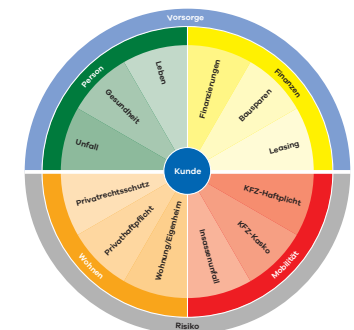 Vorsorge
Person
Finanzen
Leben
Finanzierungen
Gesundheit
Bausparen
Unfall
Leasing
Kunde
Privatrechtsschutz
KFZ-Haftplicht
Privathaftpflicht
KFZ-Kasko
Wohnung/Eigenheim
Insassenunfall
Wohnen
Mobilität
Risiko